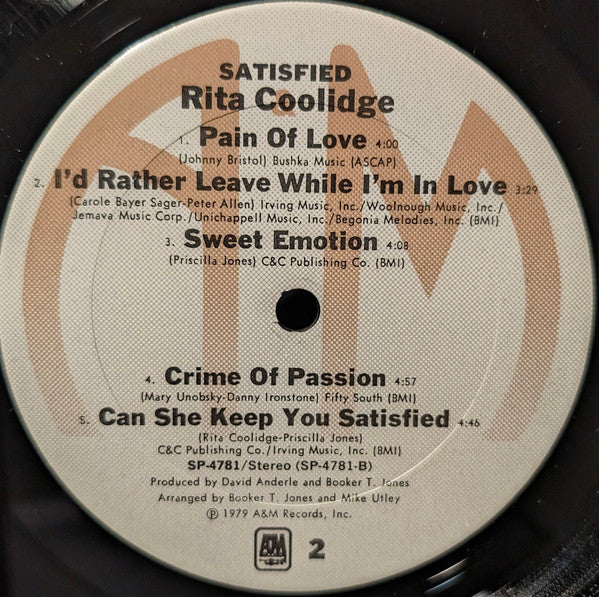 SATISFIED
Rita Coolidge
1. Pain Of Love 4:00
(Johnny Bristol) Bushka Music (ASCAP)
2. I'd Rather Leave While I'm In Love 3:29
(Carole Bayer Sager-Peter Allen) Irving Music, Inc./Woolnough Music, Inc./
Jemava Music Corp./Unichappell Music, Inc./Begonia Melodies, Inc. (BMI)
3. Sweet Emotion 4:08
(Priscilla Jones) C&C Publishing Co. (BMI)
4. Crime Of Passion 4:57
(Mary Unobsky-Danny Ironstone) Fifty South (BMI)
5. Can She Keep You Satisfied 4:46
(Rita Coolidge-Priscilla Jones)
C&C Publishing Co./Irving Music, Inc. (BMI)
SP-4781/Stereo (SP-4781-B)
Produced by David Anderle and Booker T. Jones
Arranged by Booker T. Jones and Mike Utley
℗ 1979 A&M Records, Inc.
A&M 2